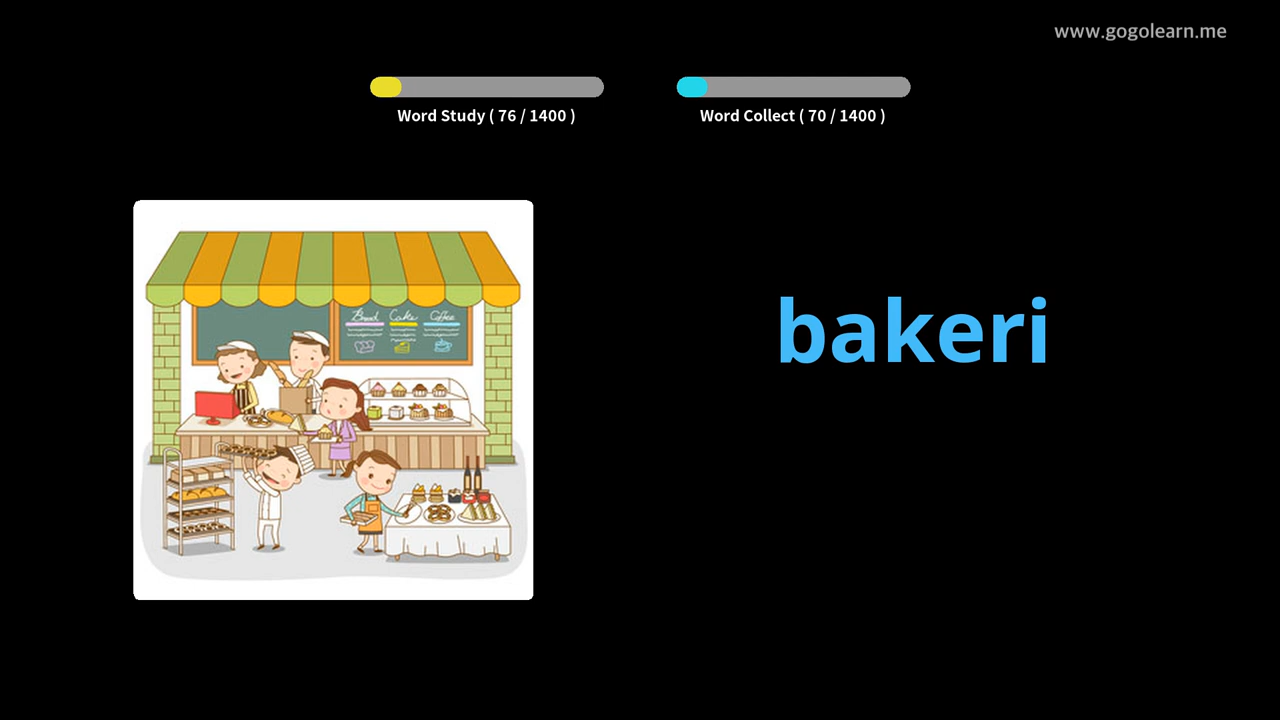 www.gogolearn.me
Word Study ( 76 / 1400 )
Word Collect ( 70 / 1400 )
Bread Cake Coffee
bakeri